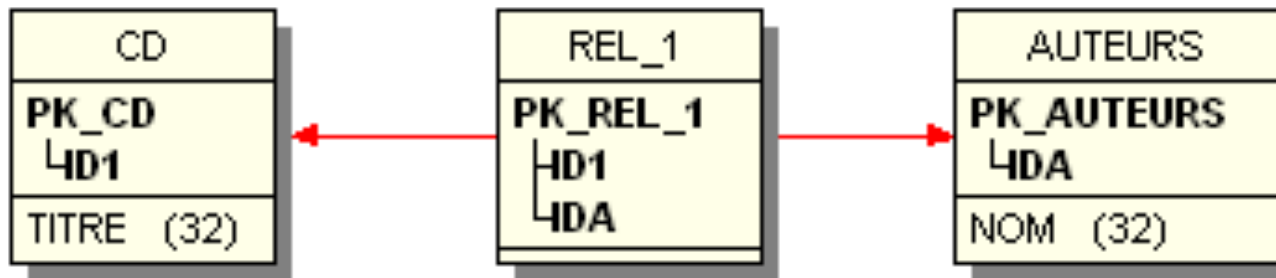 CD
PK_CD
ID1
TITRE (32)
REL_1
PK_REL_1
ID1
IDA
AUTEURS
PK_AUTEURS
IDA
NOM (32)